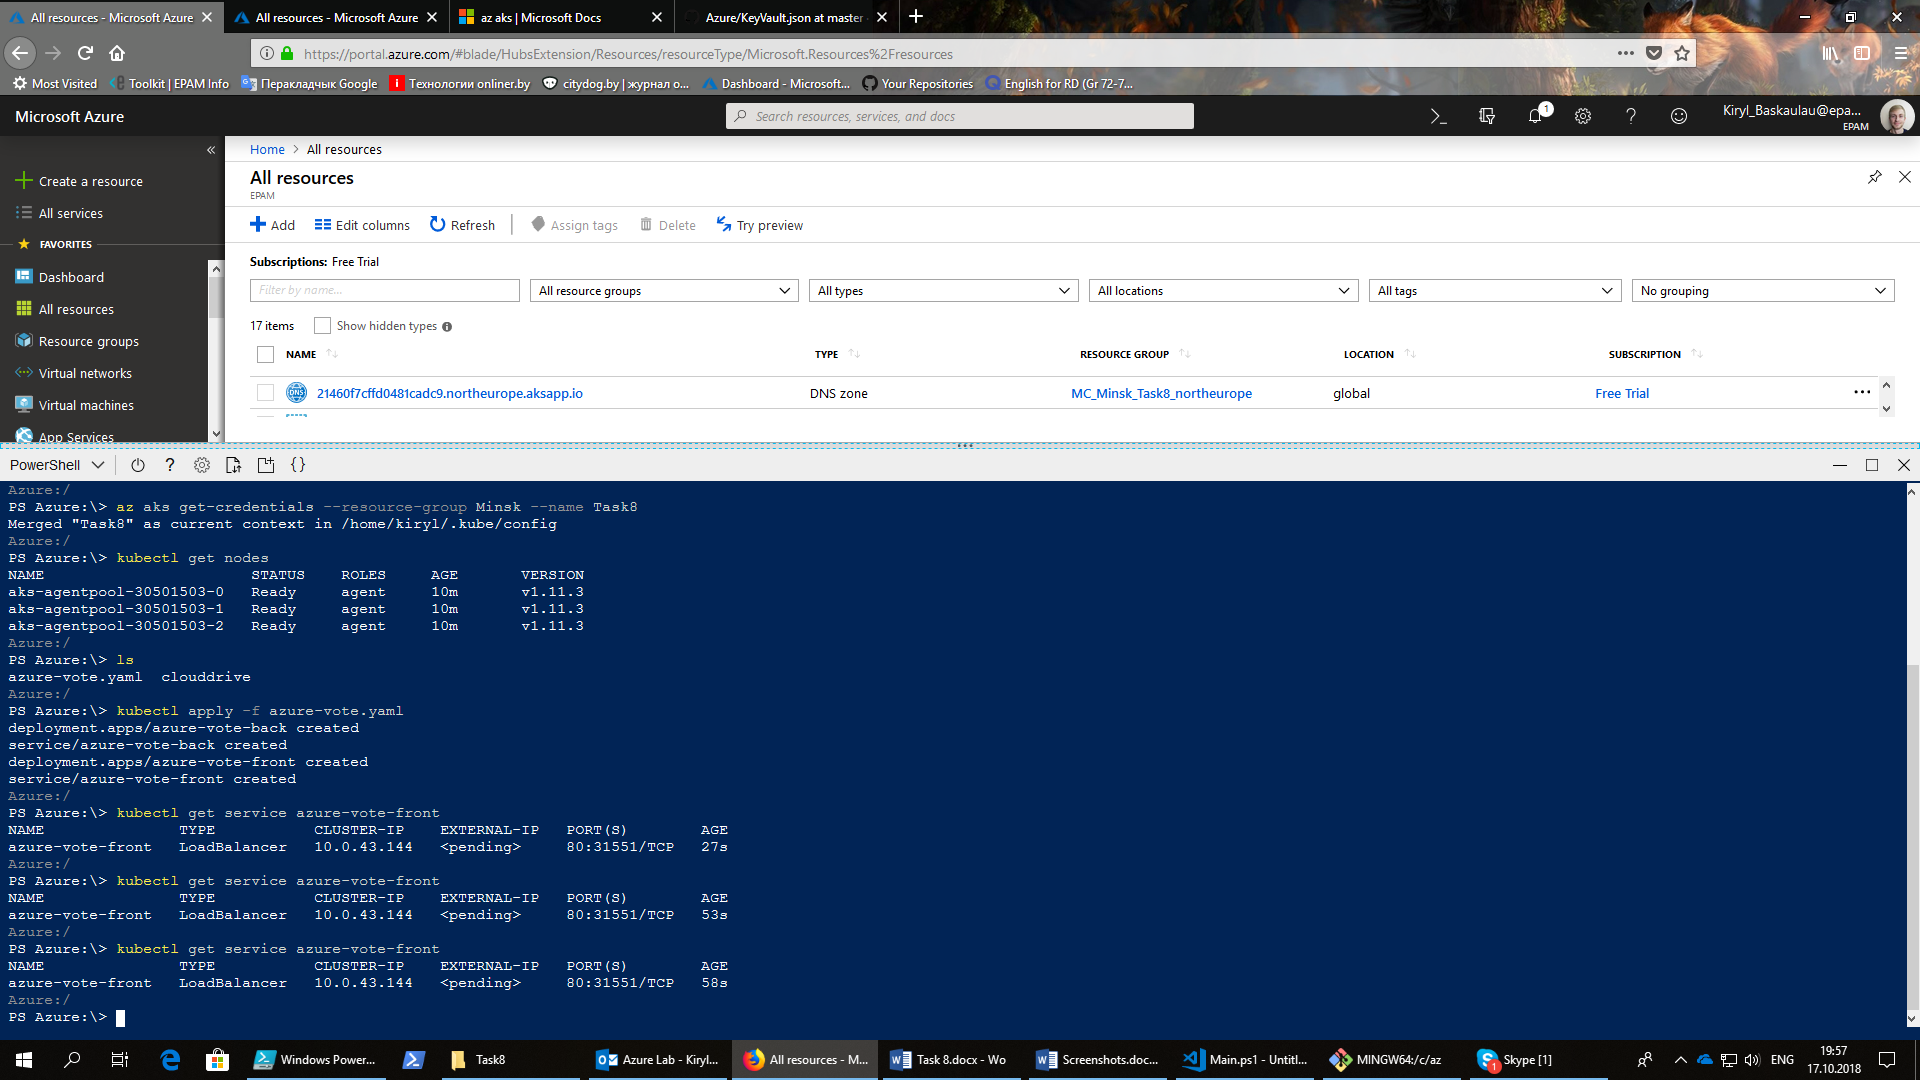 All resources - Microsoft Azure
All resources - Microsoft Azure
az aks | Microsoft Docs
Azure/KeyVault.json at master
https://portal.azure.com/#blade/HubsExtension/Resources/resourceType/Microsoft.Resources%2Fresources
Most Visited
Toolkit | EPAM Info
Перакладчык Google
Технологии onliner.by
citydog.by | журнал о...
Dashboard - Microsoft...
Your Repositories
English for RD (Gr 72-7...
Microsoft Azure
Search resources, services, and docs
1
Kiryl_Baskaulau@epa...
EPAM
Home > All resources
All resources
EPAM
Create a resource
All services
FAVORITES
Dashboard
All resources
Resource groups
Virtual networks
Virtual machines
App Services
Add
Edit columns
Refresh
Assign tags
Delete
Try preview
Subscriptions: Free Trial
Filter by name...
All resource groups
All types
All locations
All tags
No grouping
17 items
Show hidden types
NAME
TYPE
RESOURCE GROUP
LOCATION
SUBSCRIPTION
DNS
21460f7cffd0481cadc9.northeurope.aksapp.io
DNS zone
MC_Minsk_Task8_northeurope
global
Free Trial
PowerShell
Azure:/
PS Azure:\> az aks get-credentials --resource-group Minsk --name Task8
Merged "Task8" as current context in /home/kiryl/.kube/config
Azure:/
PS Azure:\> kubectl get nodes
NAME STATUS ROLES AGE VERSION
aks-agentpool-30501503-0 Ready agent 10m v1.11.3
aks-agentpool-30501503-1 Ready agent 10m v1.11.3
aks-agentpool-30501503-2 Ready agent 10m v1.11.3
Azure:/
PS Azure:\> ls
azure-vote.yaml clouddrive
Azure:/
PS Azure:\> kubectl apply -f azure-vote.yaml
deployment.apps/azure-vote-back created
service/azure-vote-back created
deployment.apps/azure-vote-front created
service/azure-vote-front created
Azure:/
PS Azure:\> kubectl get service azure-vote-front
NAME TYPE CLUSTER-IP EXTERNAL-IP PORT(S) AGE
azure-vote-front LoadBalancer 10.0.43.144 <pending> 80:31551/TCP 27s
Azure:/
PS Azure:\> kubectl get service azure-vote-front
NAME TYPE CLUSTER-IP EXTERNAL-IP PORT(S) AGE
azure-vote-front LoadBalancer 10.0.43.144 <pending> 80:31551/TCP 53s
Azure:/
PS Azure:\> kubectl get service azure-vote-front
NAME TYPE CLUSTER-IP EXTERNAL-IP PORT(S) AGE
azure-vote-front LoadBalancer 10.0.43.144 <pending> 80:31551/TCP 58s
Azure:/
PS Azure:\>
Windows Power...
Task8
Azure Lab - Kiryl...
All resources - M...
Task 8.docx - Wo
Screenshots.doc...
Main.ps1 - Untitl...
MINGW64:/c/az
1
Skype [1]
ENG
19:57
17.10.2018